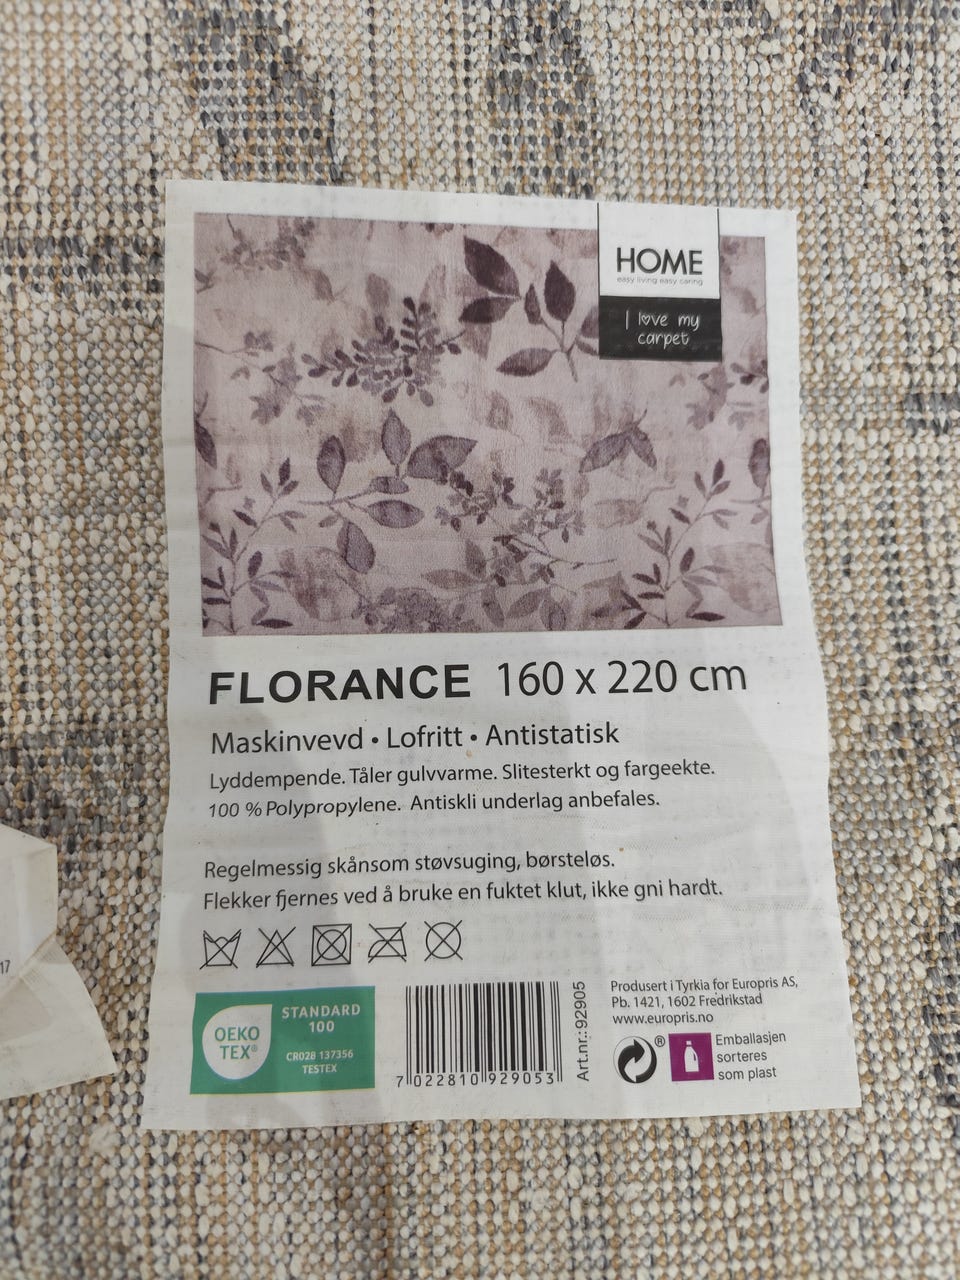 HOME
easy living easy caring
I love my
carpet
FLORANCE 160 x 220 cm
Maskinvevd • Lofritt • Antistatisk
Lyddempende. Tåler gulvvarme. Slitesterkt og fargeekte.
100 % Polypropylene. Antiskli underlag anbefales.
Regelmessig skånsom støvsuging, børsteløs.
Flekker fjernes ved å bruke en fuktet klut, ikke gni hardt.
OEKO
TEX®
STANDARD
100
CR028 137356
TESTEX
7 022810 929053
Art.nr.:92905
Produsert i Tyrkia for Europris AS,
Pb. 1421, 1602 Fredrikstad
www.europris.no
®
Emballasjen
sorteres
som plast
17